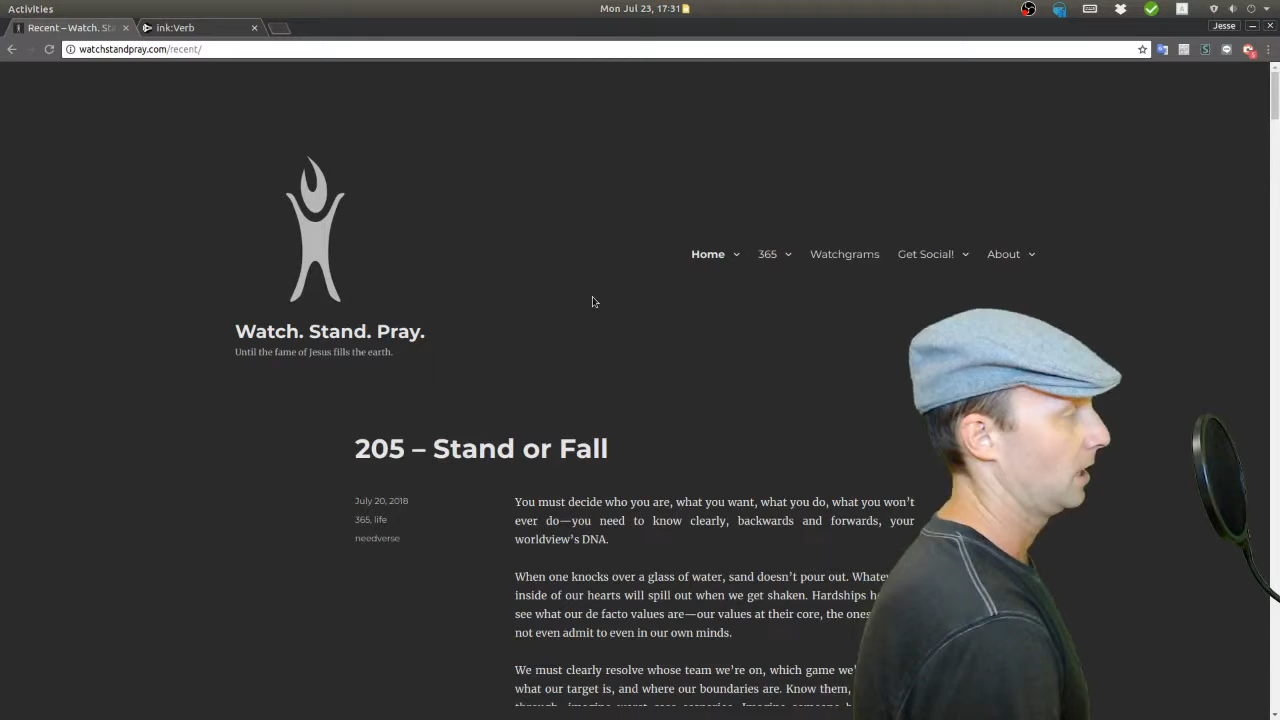 Activities
Mon Jul 23, 17:31
Recent – Watch. Sta
ink:Verb
Jesse
watchstandpray.com/recent/
Home
365
Watchgrams
Get Social!
About
Watch. Stand. Pray.
Until the fame of Jesus fills the earth.
205 – Stand or Fall
July 20, 2018
365, life
needverse
You must decide who you are, what you want, what you do, what you won't
ever do—you need to know clearly, backwards and forwards, your
worldview's DNA.
When one knocks over a glass of water, sand doesn't pour out.
inside of our hearts will spill out when we get shaken. Hardships
see what our de facto values are—our values at their core, the ones
not even admit to even in our own minds.
We must clearly resolve whose team we're on, which game
what our target is, and where our boundaries are. Know them,